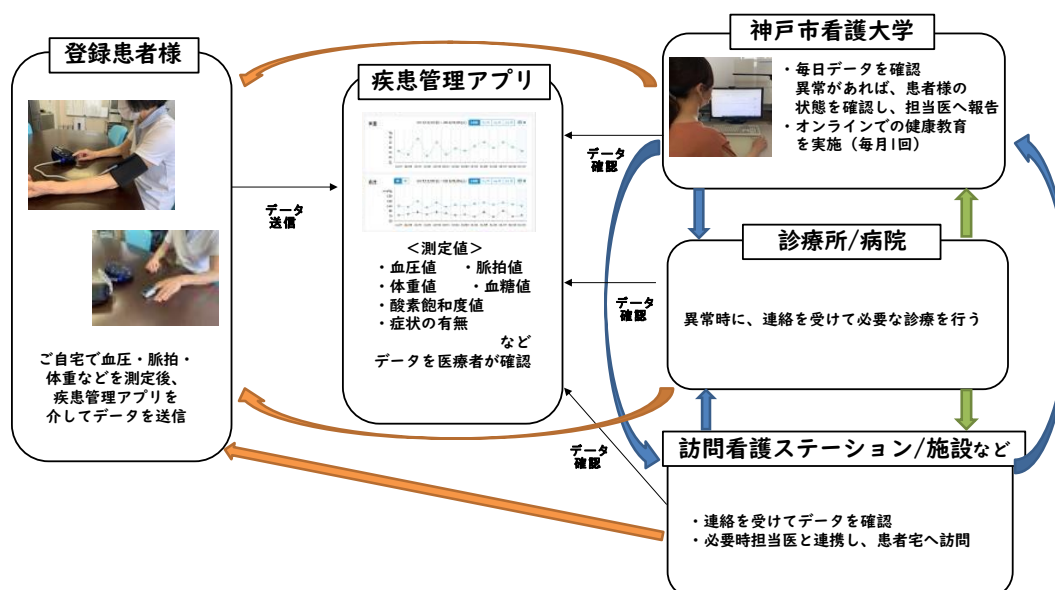 登録患者様
ご自宅で血圧・脈拍・
体重などを測定後、
疾患管理アプリを
介してデータを送信
データ
送信
疾患管理アプリ
体重
血圧
<測定値>
・血圧値　・脈拍値
・体重値　・血糖値
・酸素飽和度値
・症状の有無
など
データを医療者が確認
データ
確認
データ
確認
データ
確認
神戸市看護大学
・毎日データを確認
異常があれば、患者様の
状態を確認し、担当医へ報告
・オンラインでの健康教育
を実施（毎月1回）
診療所/病院
異常時に、連絡を受けて必要な診療を行う
訪問看護ステーション/施設など
・連絡を受けてデータを確認
・必要時担当医と連携し、患者宅へ訪問